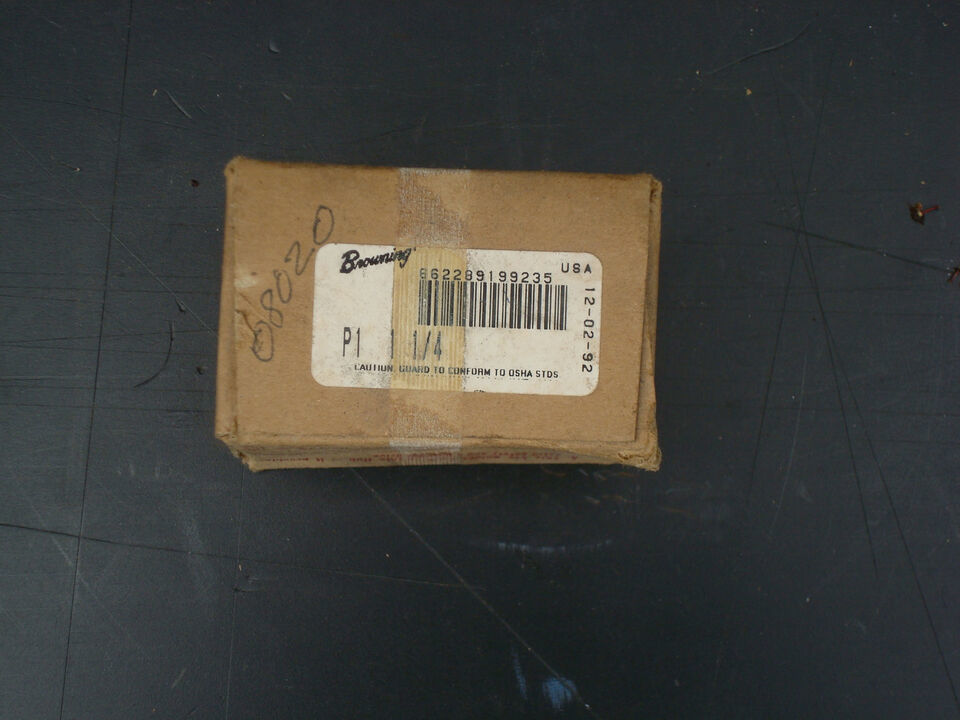 58020
Browning
USA
662289199235
12-02-92
P1 1 1/4
CAUTION GUARD TO CONFORM TO OSHA STDS